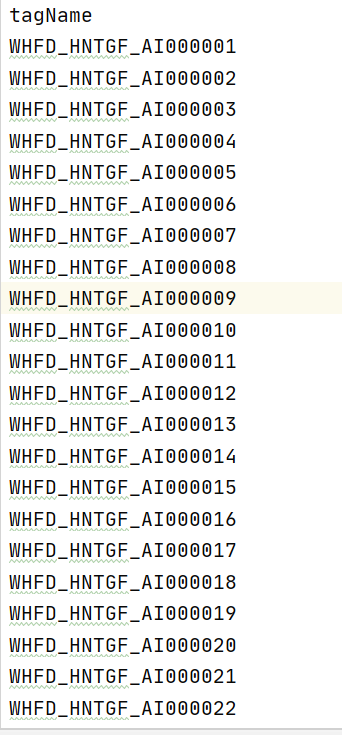 tagName
WHFD_HNTGF_AI000001
WHFD_HNTGF_AI000002
WHFD_HNTGF_AI000003
WHFD_HNTGF_AI000004
WHFD_HNTGF_AI000005
WHFD_HNTGF_AI000006
WHFD_HNTGF_AI000007
WHFD_HNTGF_AI000008
WHFD_HNTGF_AI000009
WHFD_HNTGF_AI000010
WHFD_HNTGF_AI000011
WHFD_HNTGF_AI000012
WHFD_HNTGF_AI000013
WHFD_HNTGF_AI000014
WHFD_HNTGF_AI000015
WHFD_HNTGF_AI000016
WHFD_HNTGF_AI000017
WHFD_HNTGF_AI000018
WHFD_HNTGF_AI000019
WHFD_HNTGF_AI000020
WHFD_HNTGF_AI000021
WHFD_HNTGF_AI000022